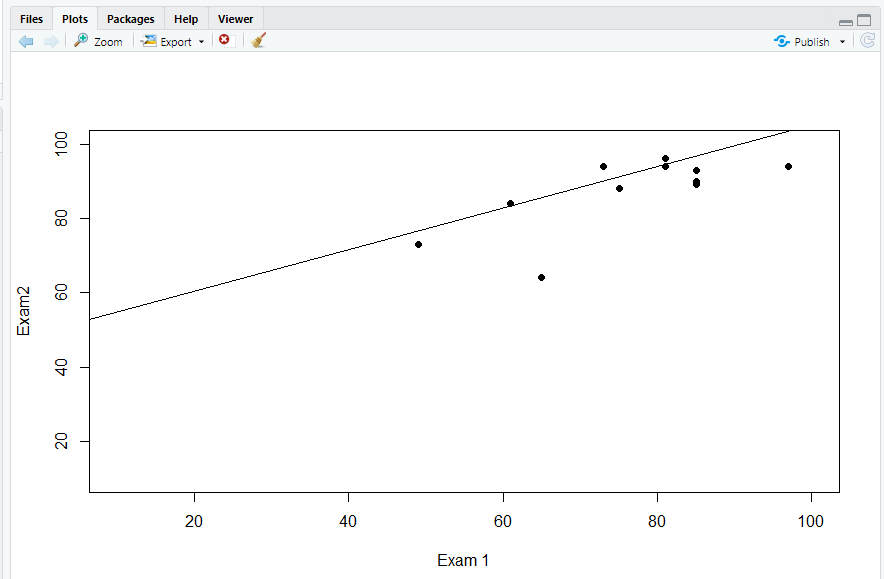 Files Plots Packages Help Viewer
Zoom Export Publish
100
80
60
40
20
Exam2
20 40 60 80 100
Exam 1